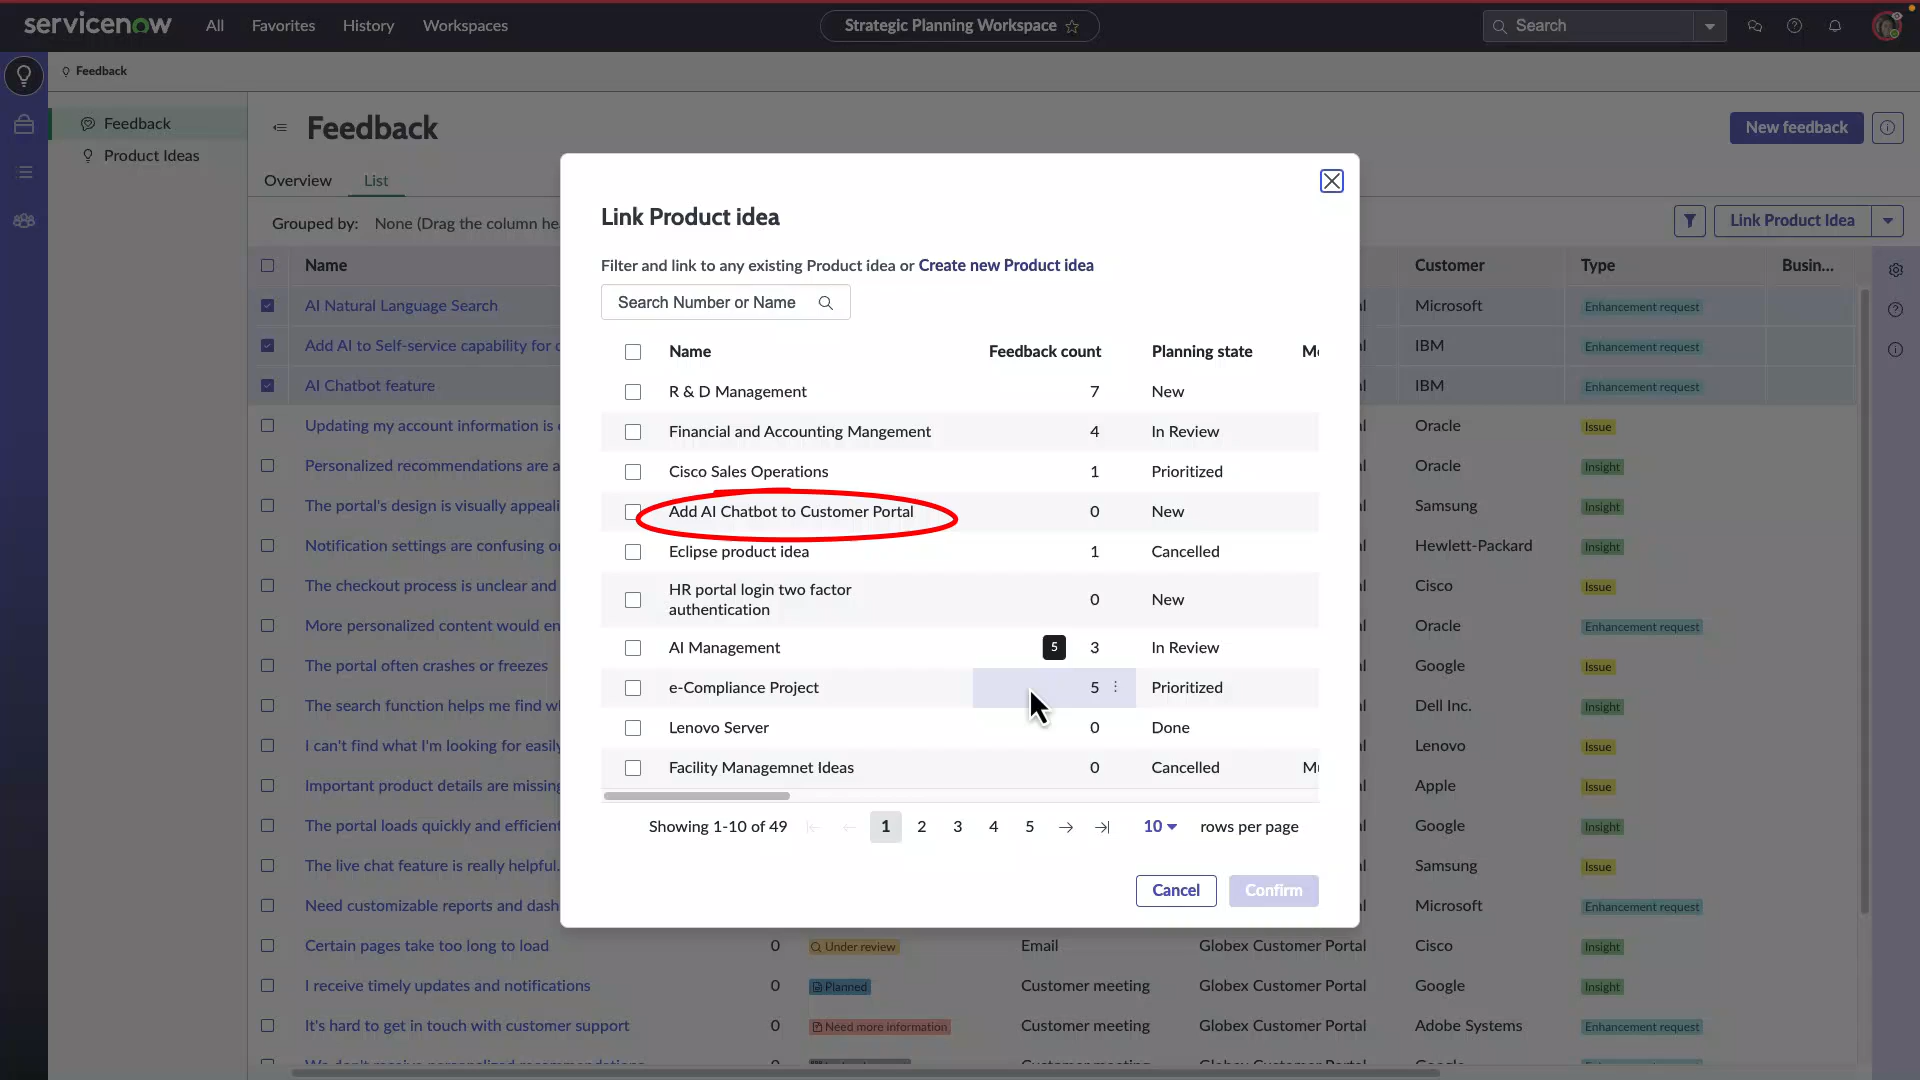 servicenow
All
Favorites
History
Workspaces
Strategic Planning Workspace
Search
Feedback
Feedback
Product Ideas
Feedback
New feedback
Overview
List
Grouped by: None (Drag the column he
Link Product Idea
Name
Customer
Type
Busin...
AI Natural Language Search
Microsoft
Enhancement request
Add AI to Self-service capability for
IBM
Enhancement request
AI Chatbot feature
IBM
Enhancement request
Updating my account information is
Oracle
Issue
Personalized recommendations are a
Oracle
Insight
The portal's design is visually appeali
Samsung
Insight
Notification settings are confusing or
Hewlett-Packard
Insight
The checkout process is unclear and
Cisco
Issue
More personalized content would en
Oracle
Enhancement request
The portal often crashes or freezes
Google
Issue
The search function helps me find wh
Dell Inc.
Insight
I can't find what I'm looking for easily
Lenovo
Issue
Important product details are missing
Apple
Issue
The portal loads quickly and efficient
Google
Insight
The live chat feature is really helpful.
Samsung
Issue
Need customizable reports and dash
Microsoft
Enhancement request
Certain pages take too long to load
0
Under review
Email
Globex Customer Portal
Cisco
Insight
I receive timely updates and notifications
0
Planned
Customer meeting
Globex Customer Portal
Google
Insight
It's hard to get in touch with customer support
0
Need more information
Customer meeting
Globex Customer Portal
Adobe Systems
Enhancement request
Link Product idea
Filter and link to any existing Product idea or Create new Product idea
Search Number or Name
Name
Feedback count
Planning state
R & D Management
7
New
Financial and Accounting Mangement
4
In Review
Cisco Sales Operations
1
Prioritized
Add AI Chatbot to Customer Portal
0
New
Eclipse product idea
1
Cancelled
HR portal login two factor
authentication
0
New
AI Management
5
3
In Review
e-Compliance Project
5
Prioritized
Lenovo Server
0
Done
Facility Managemnet Ideas
0
Cancelled
Showing 1-10 of 49
1
2
3
4
5
10
rows per page
Cancel
Confirm